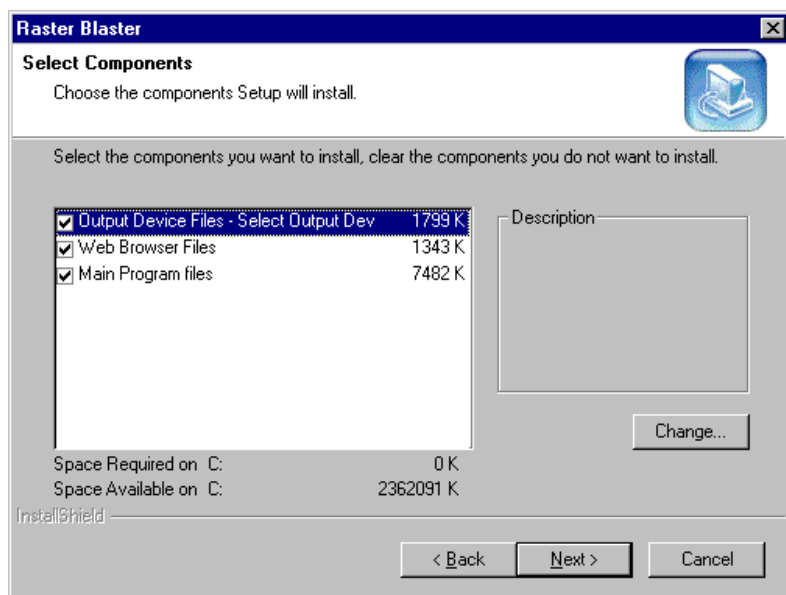 Raster Blaster
Select Components
Choose the components Setup will install.
Select the components you want to install, clear the components you do not want to install.
Output Device Files - Select Output Dev 1799 K
Web Browser Files 1343 K
Main Program files 7482 K
Description
Change...
Space Required on C: 0 K
Space Available on C: 2362091 K
InstallShield
< Back Next > Cancel